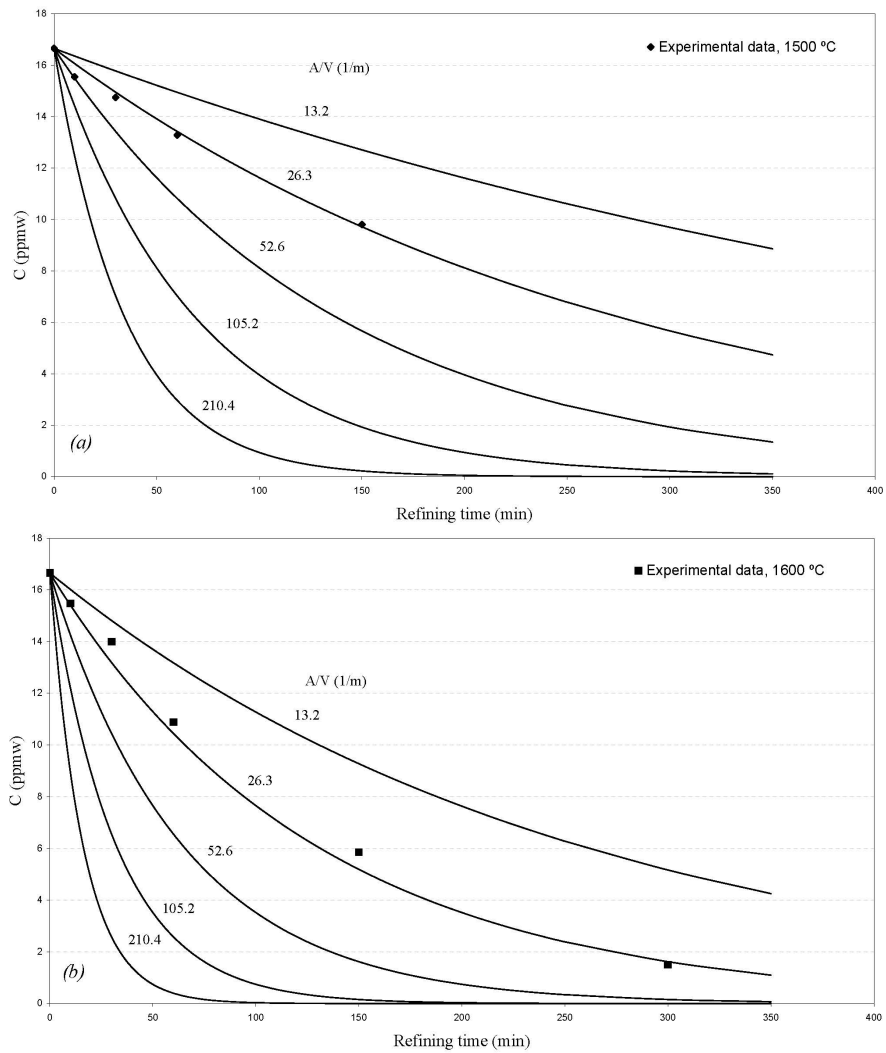 18
16
14
12
10
8
6
4
2
0
C (ppmw)
◆ Experimental data, 1500 ºC
A/V (1/m)
13.2
26.3
52.6
105.2
210.4
(a)
0 50 100 150 200 250 300 350 400
Refining time (min)
18
16
14
12
10
8
6
4
2
0
C (ppmw)
■ Experimental data, 1600 ºC
A/V (1/m)
13.2
26.3
52.6
105.2
210.4
(b)
0 50 100 150 200 250 300 350 400
Refining time (min)